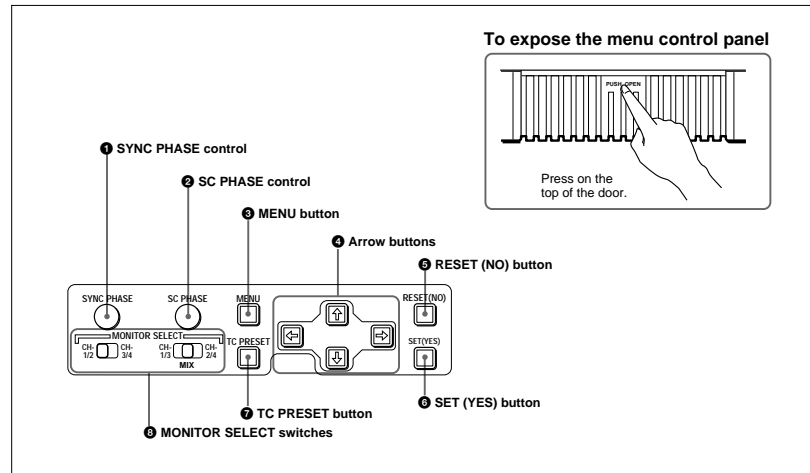 To expose the menu control panel
PUSH OPEN
Press on the
top of the door.
❶ SYNC PHASE control
❷ SC PHASE control
❸ MENU button
❹ Arrow buttons
❺ RESET (NO) button
SYNC PHASE
SC PHASE
MENU
RESET(NO)
MONITOR SELECT
CH-
1/2
CH-
3/4
CH-
1/3
CH-
2/4
MIX
TC PRESET
SET(YES)
❻ SET (YES) button
❼ TC PRESET button
❽ MONITOR SELECT switches